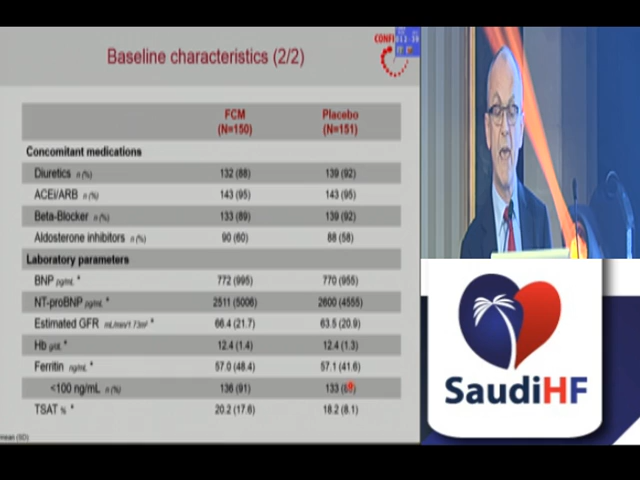 Baseline characteristics (2/2)
FCM Placebo
(N=150) (N=151)
Concomitant medications
Diuretics n (%) 132 (88) 139 (92)
ACEi/ARB n (%) 143 (95) 143 (95)
Beta-Blocker n (%) 133 (89) 139 (92)
Aldosterone inhibitors n (%) 90 (60) 88 (58)
Laboratory parameters
BNP pg/mL * 772 (995) 770 (955)
NT-proBNP pg/mL * 2511 (5006) 2600 (4555)
Estimated GFR mL/min/1.73m² * 66.4 (21.7) 63.5 (20.9)
Hb g/dL * 12.4 (1.4) 12.4 (1.3)
Ferritin ng/mL * 57.0 (48.4) 57.1 (41.6)
<100 ng/mL n (%) 136 (91) 133
TSAT % * 20.2 (17.6) 18.2 (8.1)
mean (SD)
SaudiHF